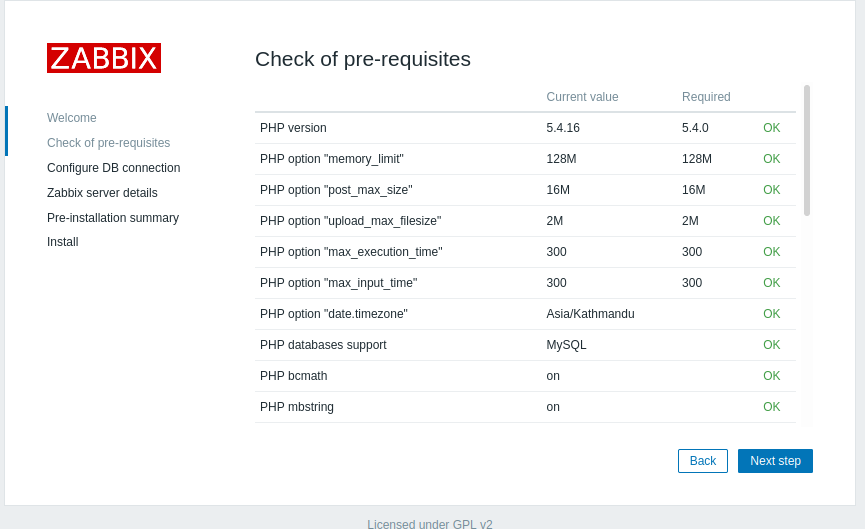 ZABBIX
Welcome
Check of pre-requisites
Configure DB connection
Zabbix server details
Pre-installation summary
Install
Check of pre-requisites
Current value Required
PHP version 5.4.16 5.4.0 OK
PHP option "memory_limit" 128M 128M OK
PHP option "post_max_size" 16M 16M OK
PHP option "upload_max_filesize" 2M 2M OK
PHP option "max_execution_time" 300 300 OK
PHP option "max_input_time" 300 300 OK
PHP option "date.timezone" Asia/Kathmandu OK
PHP databases support MySQL OK
PHP bcmath on OK
PHP mbstring on OK
Back Next step
Licensed under GPL v2